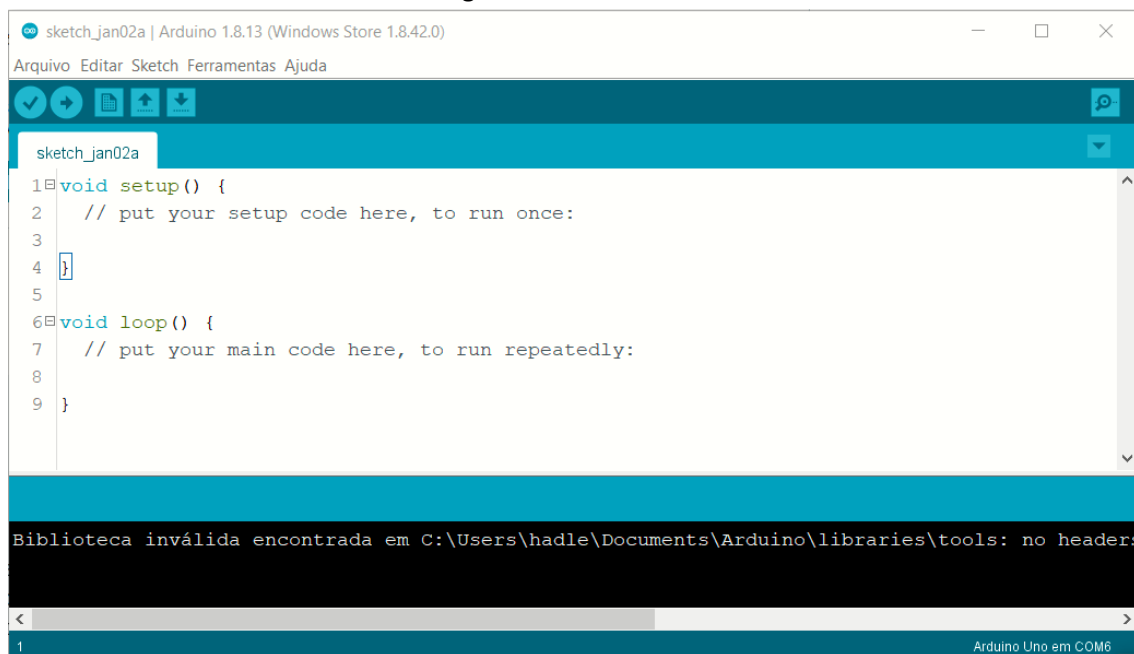 sketch_jan02a | Arduino 1.8.13 (Windows Store 1.8.42.0)
Arquivo Editar Sketch Ferramentas Ajuda
sketch_jan02a
1 void setup() {
2 // put your setup code here, to run once:
3
4 }
5
6 void loop() {
7 // put your main code here, to run repeatedly:
8
9 }
Biblioteca inválida encontrada em C:\Users\hadle\Documents\Arduino\libraries\tools: no headers
1 Arduino Uno em COM6